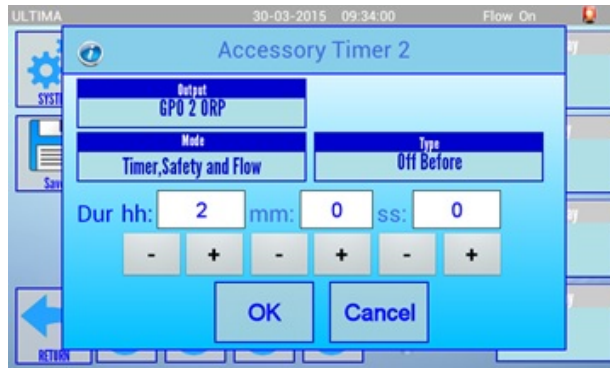 ULTIMA 30-03-2015 09:34:00 Flow On
Accessory Timer 2
Output
GPO 2 ORP
Mode
Timer,Safety and Flow
Type
Off Before
Dur hh: 2 mm: 0 ss: 0
- + - + - +
OK Cancel
SYST
Save
RETURN